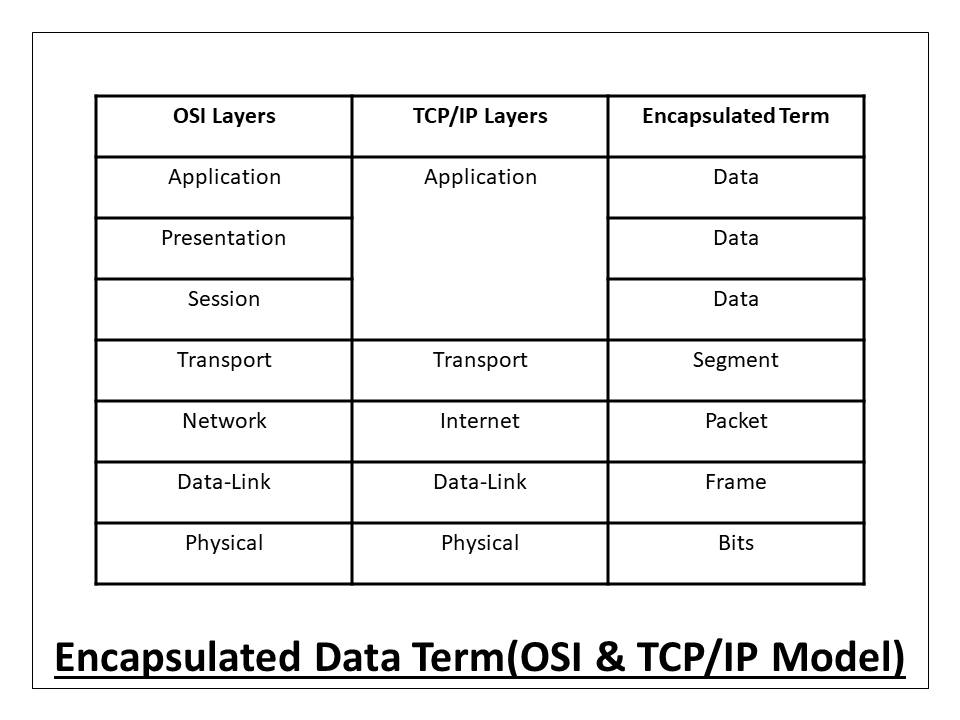 OSI Layers TCP/IP Layers Encapsulated Term
Application Application Data
Presentation Data
Session Data
Transport Transport Segment
Network Internet Packet
Data-Link Data-Link Frame
Physical Physical Bits
Encapsulated Data Term(OSI & TCP/IP Model)